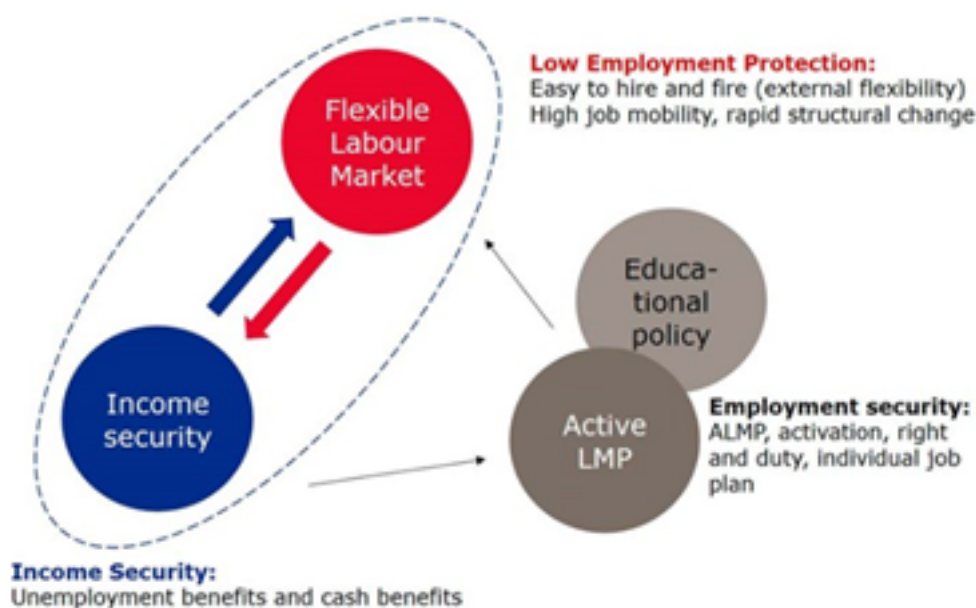 Flexible
Labour
Market
Low Employment Protection:
Easy to hire and fire (external flexibility)
High job mobility, rapid structural change
Educa-
tional
policy
Income
security
Active
LMP
Employment security:
ALMP, activation, right
and duty, individual job
plan
Income Security:
Unemployment benefits and cash benefits